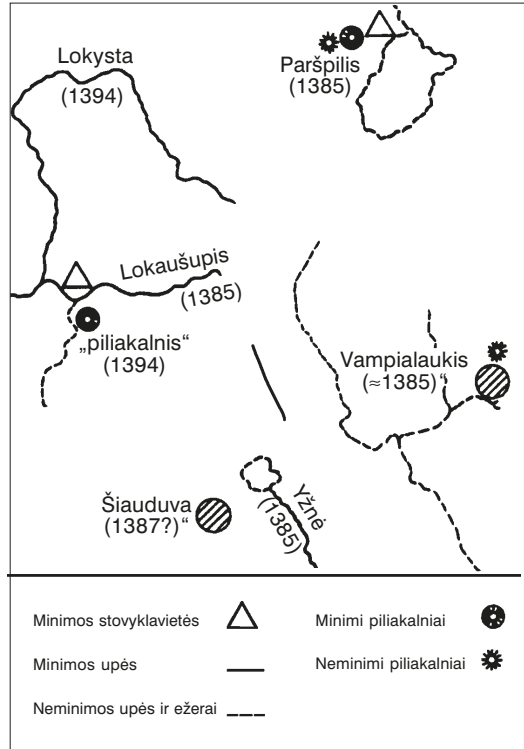 Lokysta
(1394)
Paršpilis
(1385)
Lokaušupis
(1385)
„piliakalnis“
(1394)
Vampialaukis
(≈1385)“
Šiauduva
(1387?)“
Yžnė
(1385)
Minimos stovyklavietės
Minimi piliakalniai
Minimos upės
Neminimi piliakalniai
Neminimos upės ir ežerai